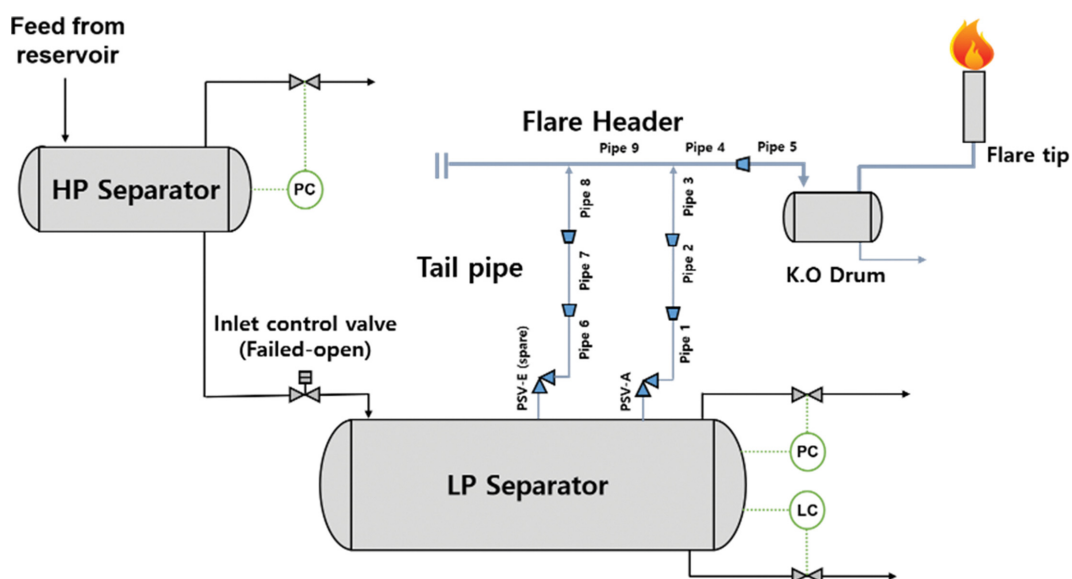 Feed from
reservoir
HP Separator
PC
Flare Header
Pipe 9
Pipe 4
Pipe 5
Flare tip
K.O Drum
Tail pipe
Pipe 8
Pipe 7
Pipe 6
PSV-E (spare)
Pipe 3
Pipe 2
Pipe 1
PSV-A
Inlet control valve
(Failed-open)
LP Separator
PC
LC